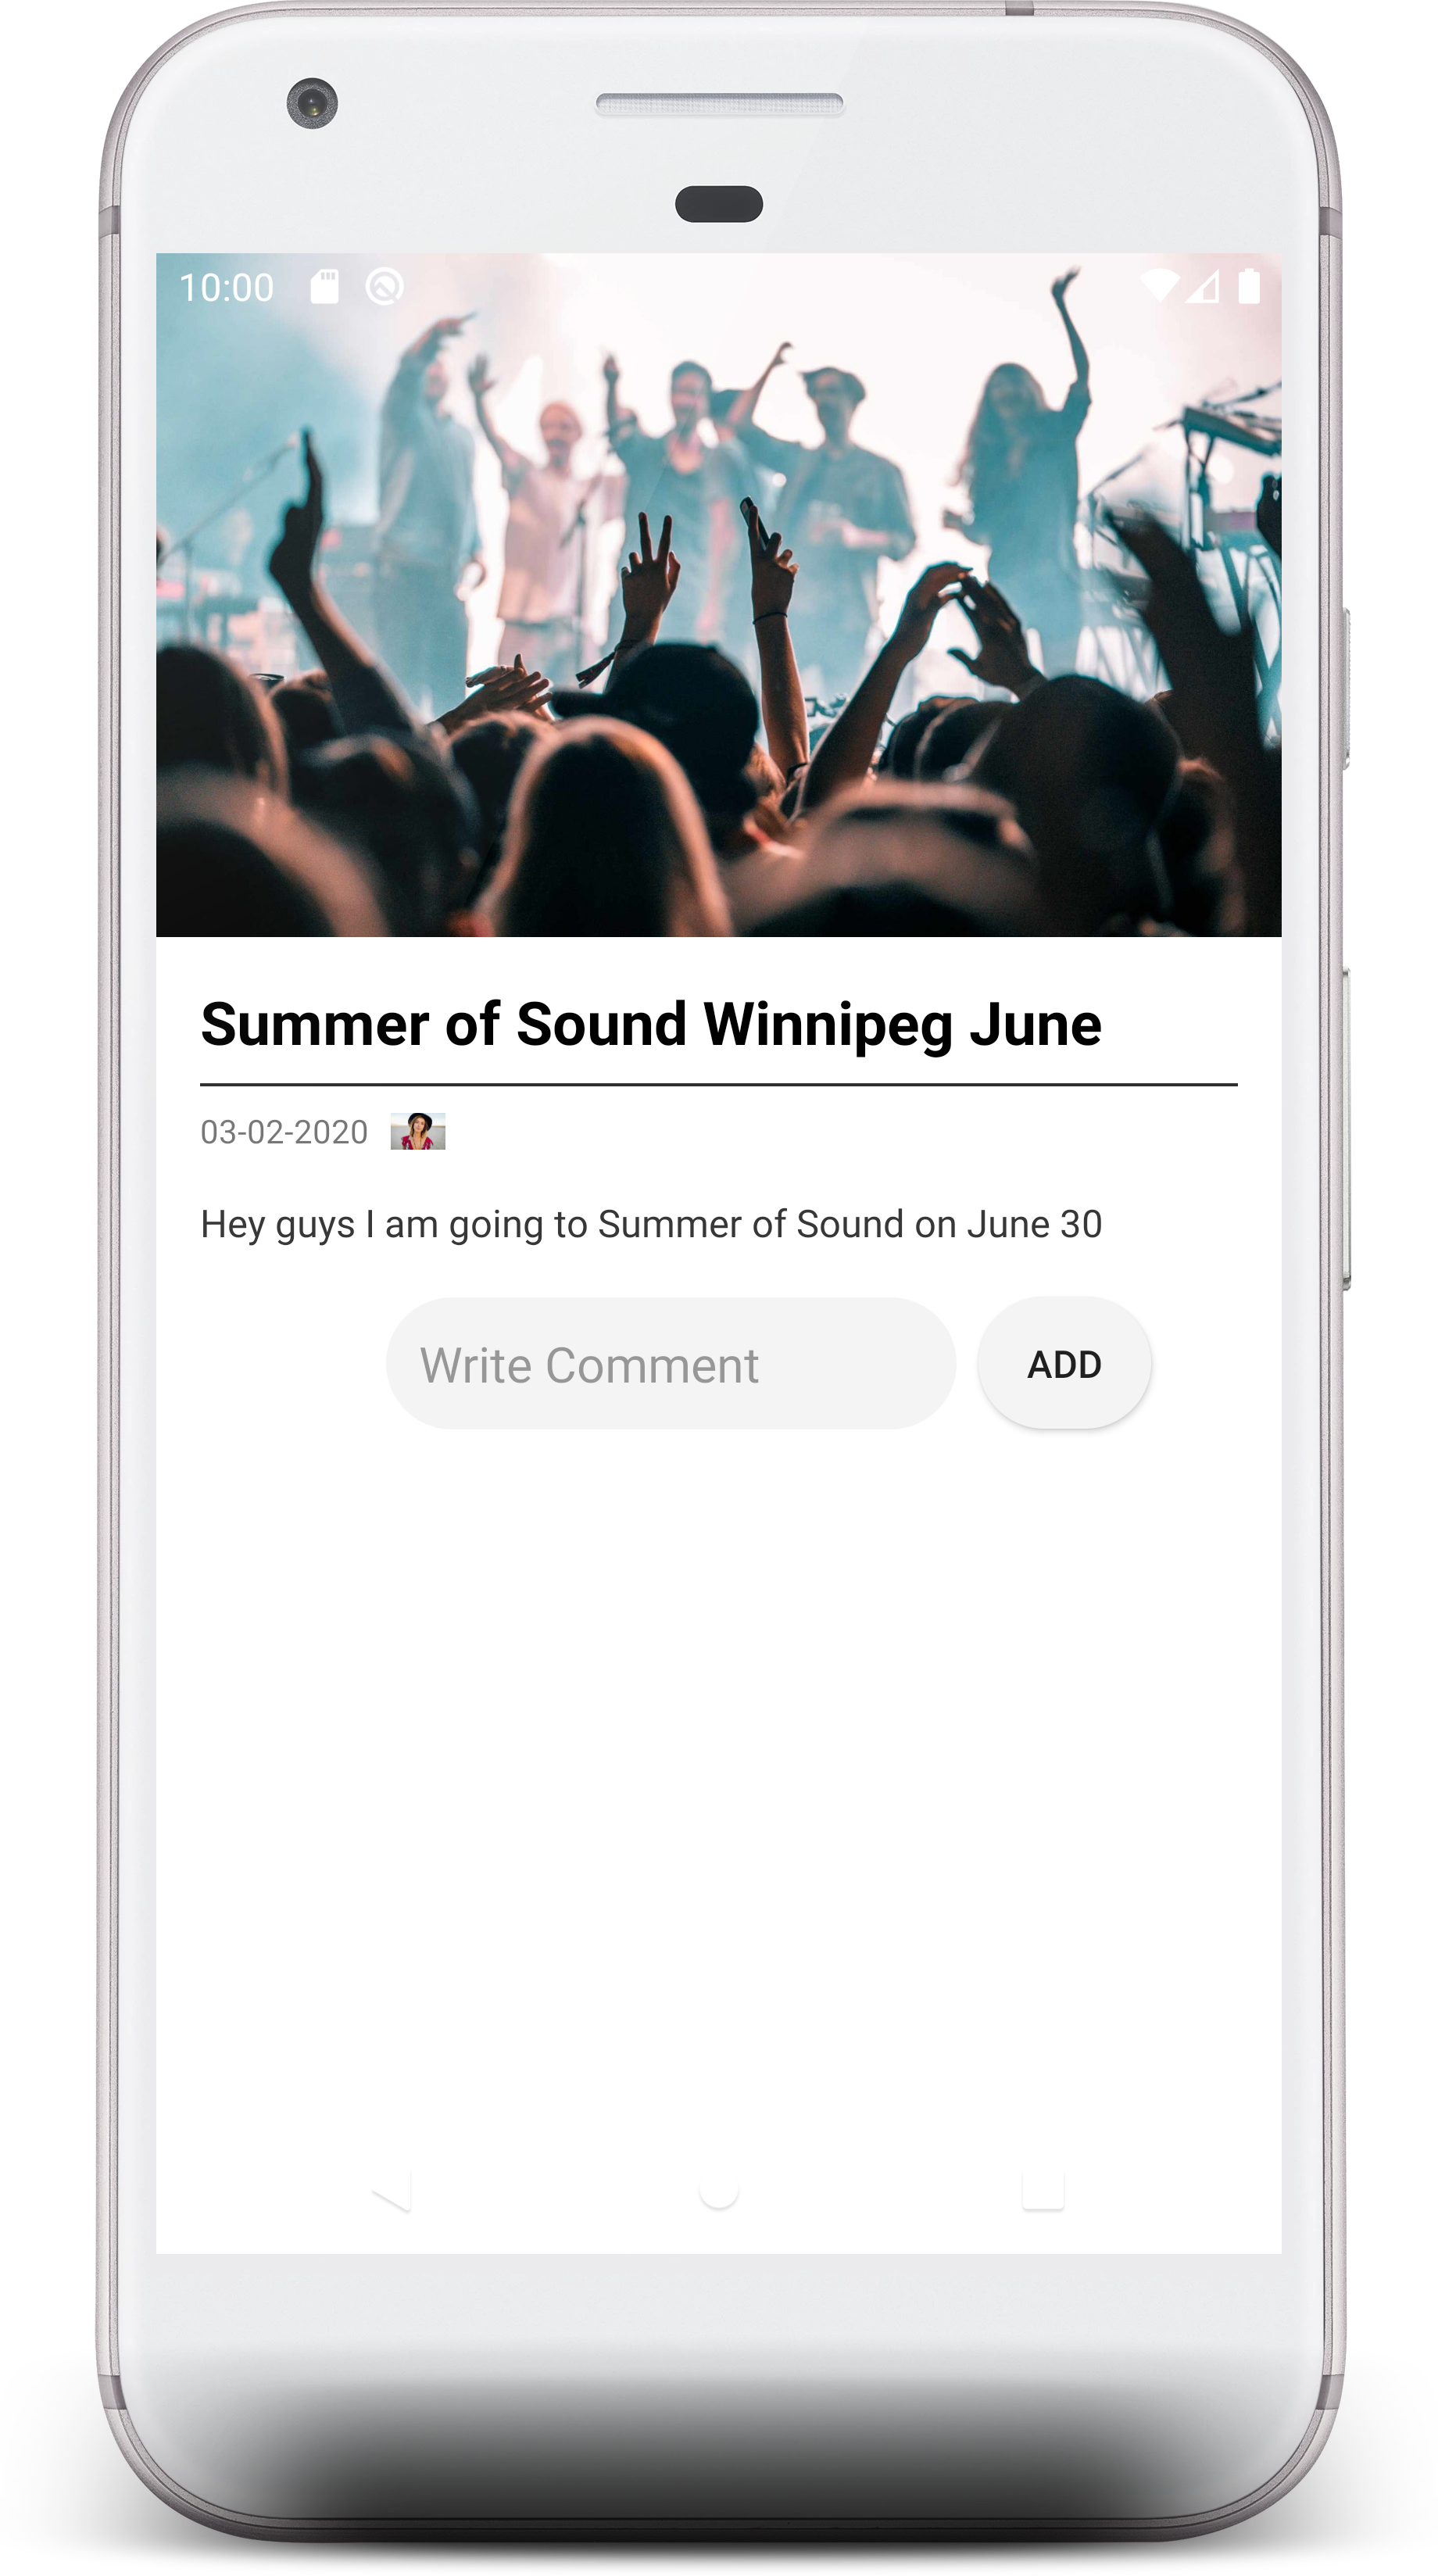 10:00
Summer of Sound Winnipeg June
03-02-2020
Hey guys I am going to Summer of Sound on June 30
Write Comment
ADD